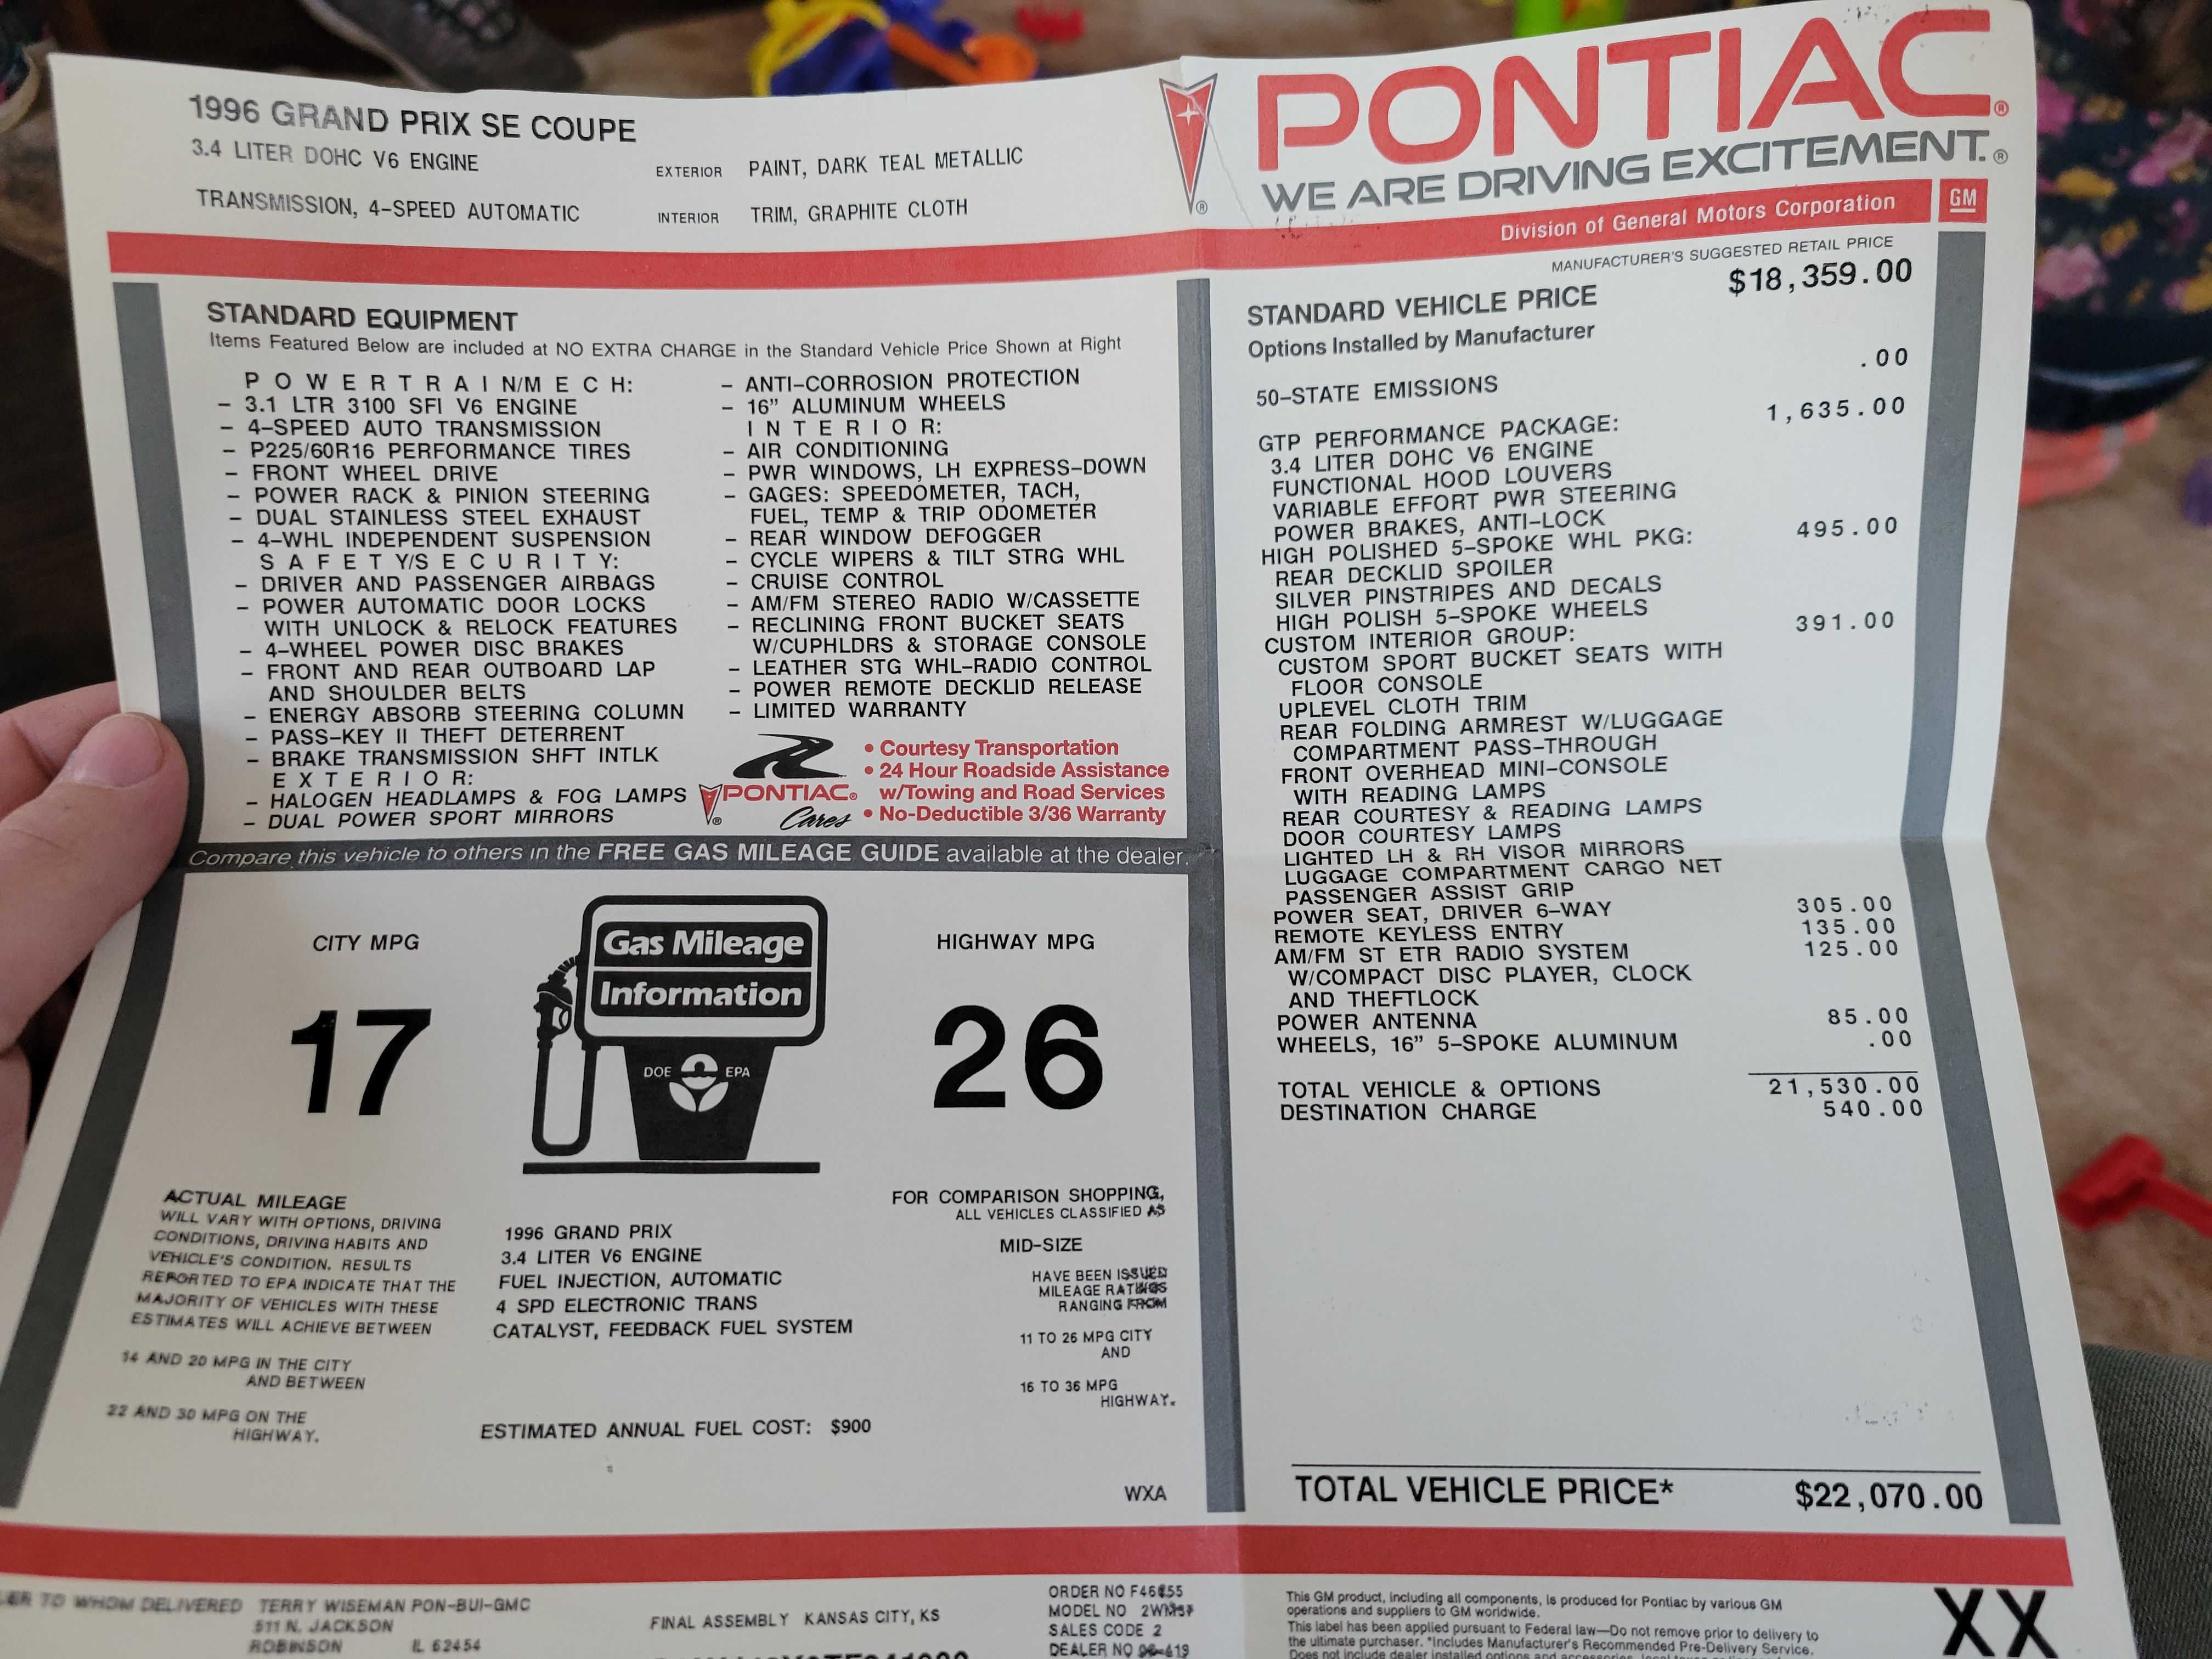 1996 GRAND PRIX SE COUPE
3.4 LITER DOHC V6 ENGINE
TRANSMISSION, 4-SPEED AUTOMATIC
EXTERIOR PAINT, DARK TEAL METALLIC
INTERIOR TRIM, GRAPHITE CLOTH
PONTIAC®
WE ARE DRIVING EXCITEMENT.®
Division of General Motors Corporation
GM
STANDARD EQUIPMENT
Items Featured Below are included at NO EXTRA CHARGE in the Standard Vehicle Price Shown at Right
P O W E R T R A I N/M E C H:
– 3.1 LTR 3100 SFI V6 ENGINE
– 4-SPEED AUTO TRANSMISSION
– P225/60R16 PERFORMANCE TIRES
– FRONT WHEEL DRIVE
– POWER RACK & PINION STEERING
– DUAL STAINLESS STEEL EXHAUST
– 4-WHL INDEPENDENT SUSPENSION
S A F E T Y/S E C U R I T Y:
– DRIVER AND PASSENGER AIRBAGS
– POWER AUTOMATIC DOOR LOCKS
WITH UNLOCK & RELOCK FEATURES
– 4-WHEEL POWER DISC BRAKES
– FRONT AND REAR OUTBOARD LAP
AND SHOULDER BELTS
– ENERGY ABSORB STEERING COLUMN
– PASS-KEY II THEFT DETERRENT
– BRAKE TRANSMISSION SHFT INTLK
E X T E R I O R:
– HALOGEN HEADLAMPS & FOG LAMPS
– DUAL POWER SPORT MIRRORS
– ANTI-CORROSION PROTECTION
– 16" ALUMINUM WHEELS
I N T E R I O R:
– AIR CONDITIONING
– PWR WINDOWS, LH EXPRESS-DOWN
– GAGES: SPEEDOMETER, TACH,
FUEL, TEMP & TRIP ODOMETER
– REAR WINDOW DEFOGGER
– CYCLE WIPERS & TILT STRG WHL
– CRUISE CONTROL
– AM/FM STEREO RADIO W/CASSETTE
– RECLINING FRONT BUCKET SEATS
W/CUPHLDRS & STORAGE CONSOLE
– LEATHER STG WHL-RADIO CONTROL
– POWER REMOTE DECKLID RELEASE
– LIMITED WARRANTY
PONTIAC®
Cares
• Courtesy Transportation
• 24 Hour Roadside Assistance
w/Towing and Road Services
• No-Deductible 3/36 Warranty
Compare this vehicle to others in the FREE GAS MILEAGE GUIDE available at the dealer.
CITY MPG
17
Gas Mileage
Information
DOE EPA
HIGHWAY MPG
26
ACTUAL MILEAGE
WILL VARY WITH OPTIONS, DRIVING
CONDITIONS, DRIVING HABITS AND
VEHICLE'S CONDITION. RESULTS
REPORTED TO EPA INDICATE THAT THE
MAJORITY OF VEHICLES WITH THESE
ESTIMATES WILL ACHIEVE BETWEEN
14 AND 20 MPG IN THE CITY
AND BETWEEN
22 AND 30 MPG ON THE
HIGHWAY.
1996 GRAND PRIX
3.4 LITER V6 ENGINE
FUEL INJECTION, AUTOMATIC
4 SPD ELECTRONIC TRANS
CATALYST, FEEDBACK FUEL SYSTEM
ESTIMATED ANNUAL FUEL COST: $900
FOR COMPARISON SHOPPING,
ALL VEHICLES CLASSIFIED AS
MID-SIZE
HAVE BEEN ISSUED
MILEAGE RATINGS
RANGING FROM
11 TO 26 MPG CITY
AND
16 TO 36 MPG
HIGHWAY.
WXA
MANUFACTURER'S SUGGESTED RETAIL PRICE
STANDARD VEHICLE PRICE $18,359.00
Options Installed by Manufacturer
50-STATE EMISSIONS .00
GTP PERFORMANCE PACKAGE: 1,635.00
3.4 LITER DOHC V6 ENGINE
FUNCTIONAL HOOD LOUVERS
VARIABLE EFFORT PWR STEERING
POWER BRAKES, ANTI-LOCK
HIGH POLISHED 5-SPOKE WHL PKG: 495.00
REAR DECKLID SPOILER
SILVER PINSTRIPES AND DECALS
HIGH POLISH 5-SPOKE WHEELS
CUSTOM INTERIOR GROUP: 391.00
CUSTOM SPORT BUCKET SEATS WITH
FLOOR CONSOLE
UPLEVEL CLOTH TRIM
REAR FOLDING ARMREST W/LUGGAGE
COMPARTMENT PASS-THROUGH
FRONT OVERHEAD MINI-CONSOLE
WITH READING LAMPS
REAR COURTESY & READING LAMPS
DOOR COURTESY LAMPS
LIGHTED LH & RH VISOR MIRRORS
LUGGAGE COMPARTMENT CARGO NET
PASSENGER ASSIST GRIP
POWER SEAT, DRIVER 6-WAY 305.00
REMOTE KEYLESS ENTRY 135.00
AM/FM ST ETR RADIO SYSTEM 125.00
W/COMPACT DISC PLAYER, CLOCK
AND THEFTLOCK
POWER ANTENNA 85.00
WHEELS, 16" 5-SPOKE ALUMINUM .00
TOTAL VEHICLE & OPTIONS 21,530.00
DESTINATION CHARGE 540.00
TOTAL VEHICLE PRICE* $22,070.00
TO WHOM DELIVERED TERRY WISEMAN PON-BUI-GMC
511 N. JACKSON
ROBINSON IL 62454
FINAL ASSEMBLY KANSAS CITY, KS
ORDER NO
MODEL NO
SALES CODE 2
DEALER NO
This GM product, including all components, is produced for Pontiac by various GM
operations and suppliers to GM worldwide.
This label has been applied pursuant to Federal law—Do not remove prior to delivery to
the ultimate purchaser. *Includes Manufacturer's Recommended Pre-Delivery Service.
XX